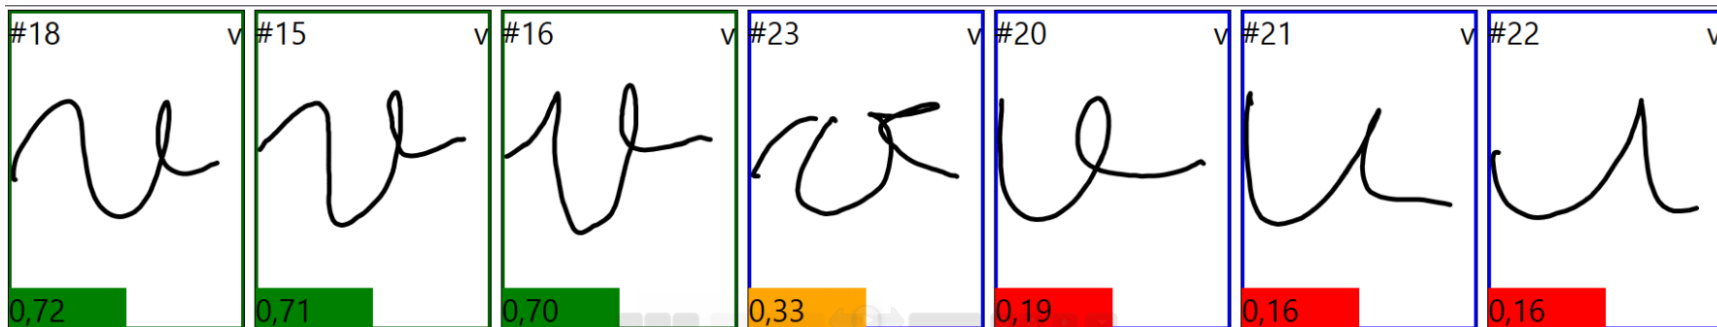 #18 v #15 v #16 v #23 v #20 v #21 v #22 v
v v v v v u u
0,72 0,71 0,70 0,33 0,19 0,16 0,16